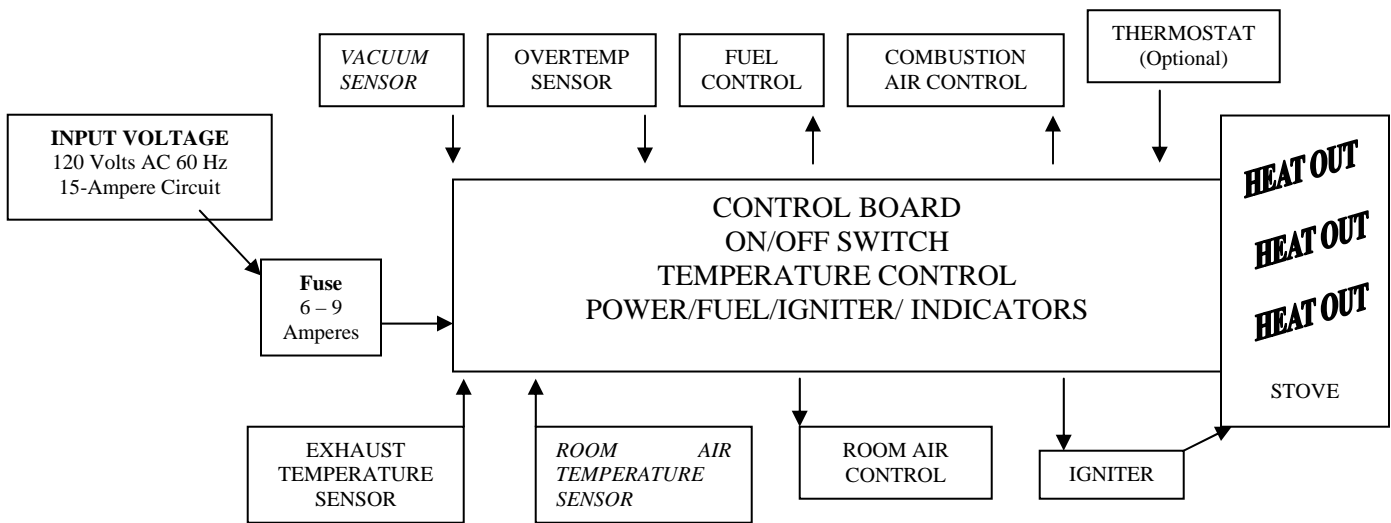 VACUUM
SENSOR
OVERTEMP
SENSOR
FUEL
CONTROL
COMBUSTION
AIR CONTROL
THERMOSTAT
(Optional)
INPUT VOLTAGE
120 Volts AC 60 Hz
15-Ampere Circuit
Fuse
6 – 9
Amperes
CONTROL BOARD
ON/OFF SWITCH
TEMPERATURE CONTROL
POWER/FUEL/IGNITER/ INDICATORS
HEAT OUT
HEAT OUT
HEAT OUT
STOVE
EXHAUST
TEMPERATURE
SENSOR
ROOM AIR
TEMPERATURE
SENSOR
ROOM AIR
CONTROL
IGNITER